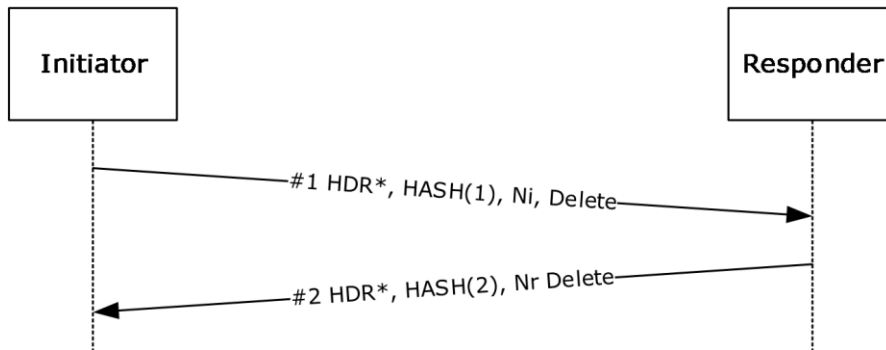 Initiator
Responder
#1 HDR*, HASH(1), Ni, Delete
#2 HDR*, HASH(2), Nr Delete